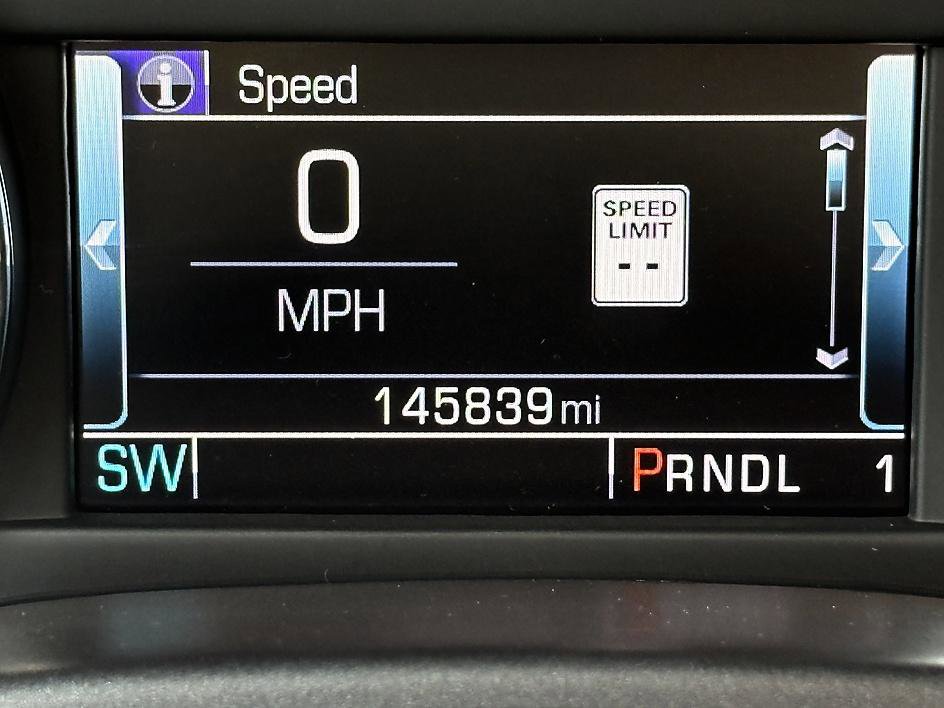 Speed
0
MPH
SPEED
LIMIT
--
145839 mi
SW
PRNDL 1